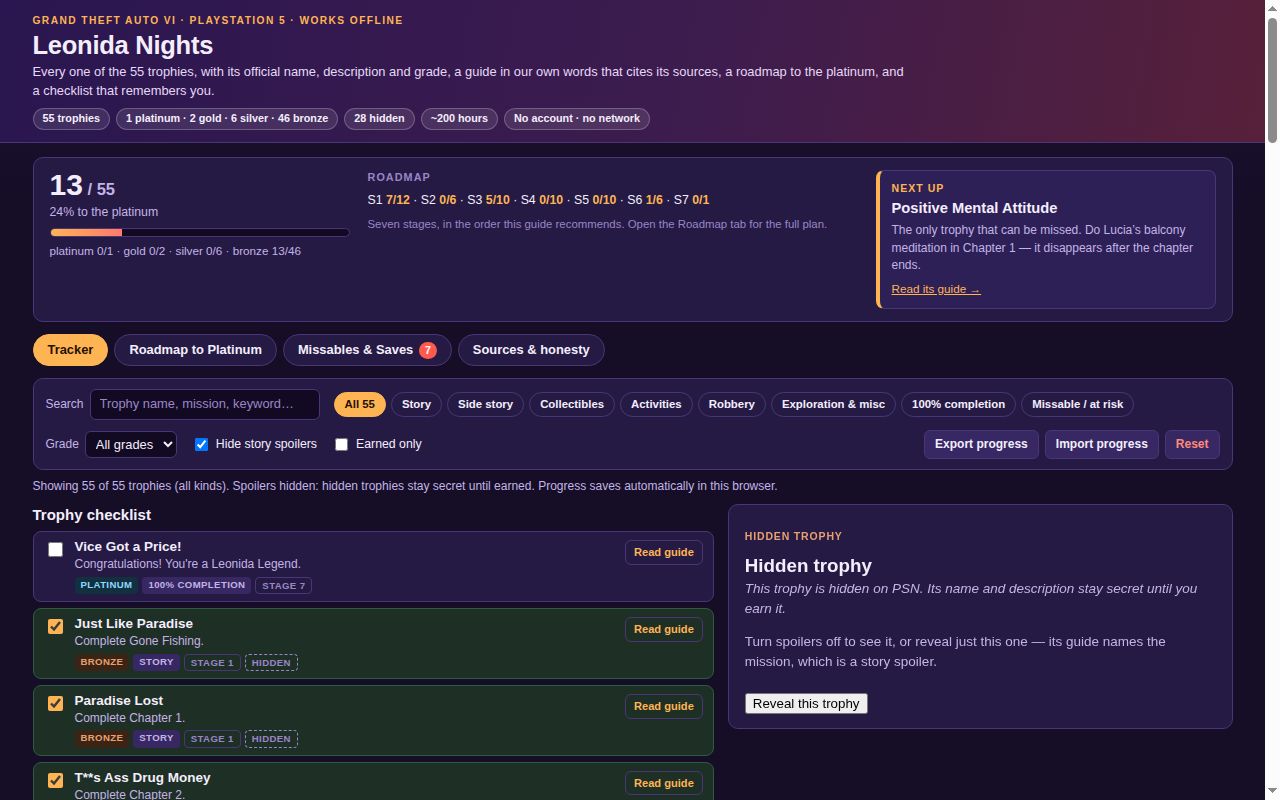 GRAND THEFT AUTO VI · PLAYSTATION 5 · WORKS OFFLINE
Leonida Nights
Every one of the 55 trophies, with its official name, description and grade, a guide in our own words that cites its sources, a roadmap to the platinum, and
a checklist that remembers you.
55 trophies
1 platinum · 2 gold · 6 silver · 46 bronze
28 hidden
~200 hours
No account · no network
13 / 55
24% to the platinum
platinum 0/1 · gold 0/2 · silver 0/6 · bronze 13/46
ROADMAP
S1 7/12 · S2 0/6 · S3 5/10 · S4 0/10 · S5 0/10 · S6 1/6 · S7 0/1
Seven stages, in the order this guide recommends. Open the Roadmap tab for the full plan.
NEXT UP
Positive Mental Attitude
The only trophy that can be missed. Do Lucia's balcony
meditation in Chapter 1 — it disappears after the chapter
ends.
Read its guide →
Tracker
Roadmap to Platinum
Missables & Saves 7
Sources & honesty
Search
Trophy name, mission, keyword…
All 55
Story
Side story
Collectibles
Activities
Robbery
Exploration & misc
100% completion
Missable / at risk
Grade
All grades
Hide story spoilers
Earned only
Export progress
Import progress
Reset
Showing 55 of 55 trophies (all kinds). Spoilers hidden: hidden trophies stay secret until earned. Progress saves automatically in this browser.
Trophy checklist
Vice Got a Price!
Congratulations! You're a Leonida Legend.
PLATINUM
100% COMPLETION
STAGE 7
Read guide
Just Like Paradise
Complete Gone Fishing.
BRONZE
STORY
STAGE 1
HIDDEN
Read guide
Paradise Lost
Complete Chapter 1.
BRONZE
STORY
STAGE 1
HIDDEN
Read guide
T**s Ass Drug Money
Complete Chapter 2.
Read guide
HIDDEN TROPHY
Hidden trophy
This trophy is hidden on PSN. Its name and description stay secret until you
earn it.
Turn spoilers off to see it, or reveal just this one — its guide names the
mission, which is a story spoiler.
Reveal this trophy